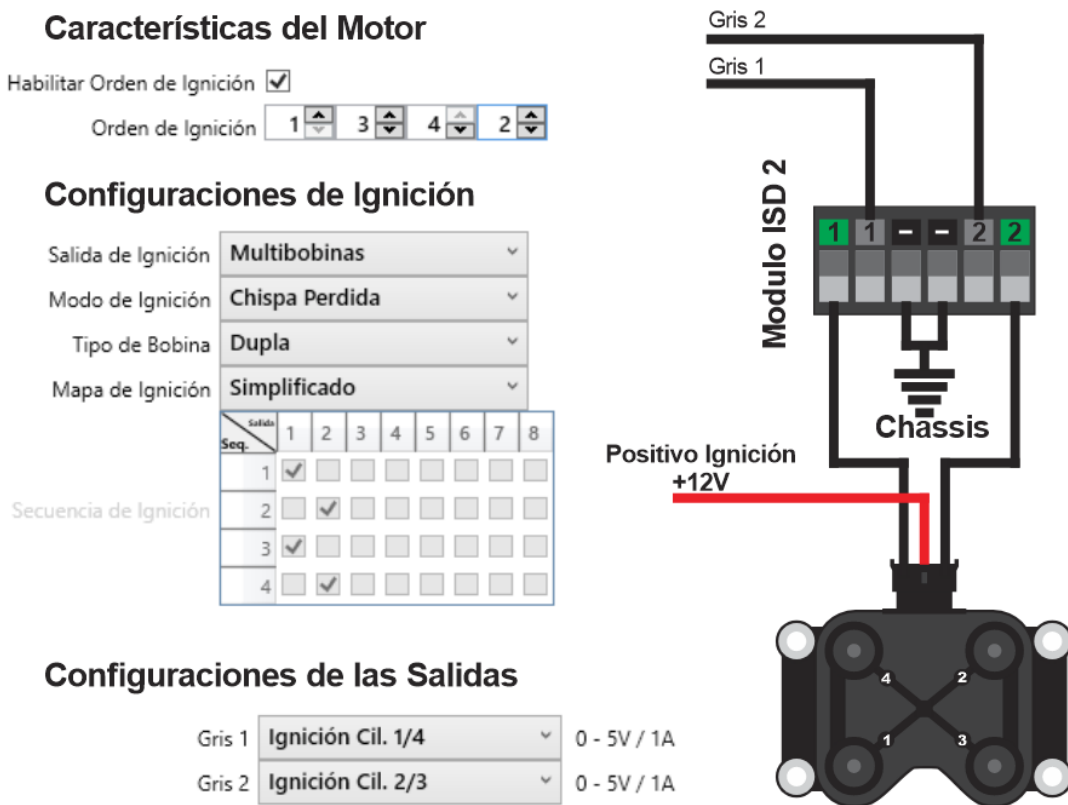 Características del Motor
Habilitar Orden de Ignición
Orden de Ignición 1 3 4 2
Configuraciones de Ignición
Salida de Ignición Multibobinas
Modo de Ignición Chispa Perdida
Tipo de Bobina Dupla
Mapa de Ignición Simplificado
Salida
Seq. 1 2 3 4 5 6 7 8
1
Secuencia de Ignición 2
3
4
Configuraciones de las Salidas
Gris 1 Ignición Cil. 1/4 0 - 5V / 1A
Gris 2 Ignición Cil. 2/3 0 - 5V / 1A
Gris 2
Gris 1
Modulo ISD 2
1 1 - - 2 2
Chassis
Positivo Ignición
+12V
4 2
1 3